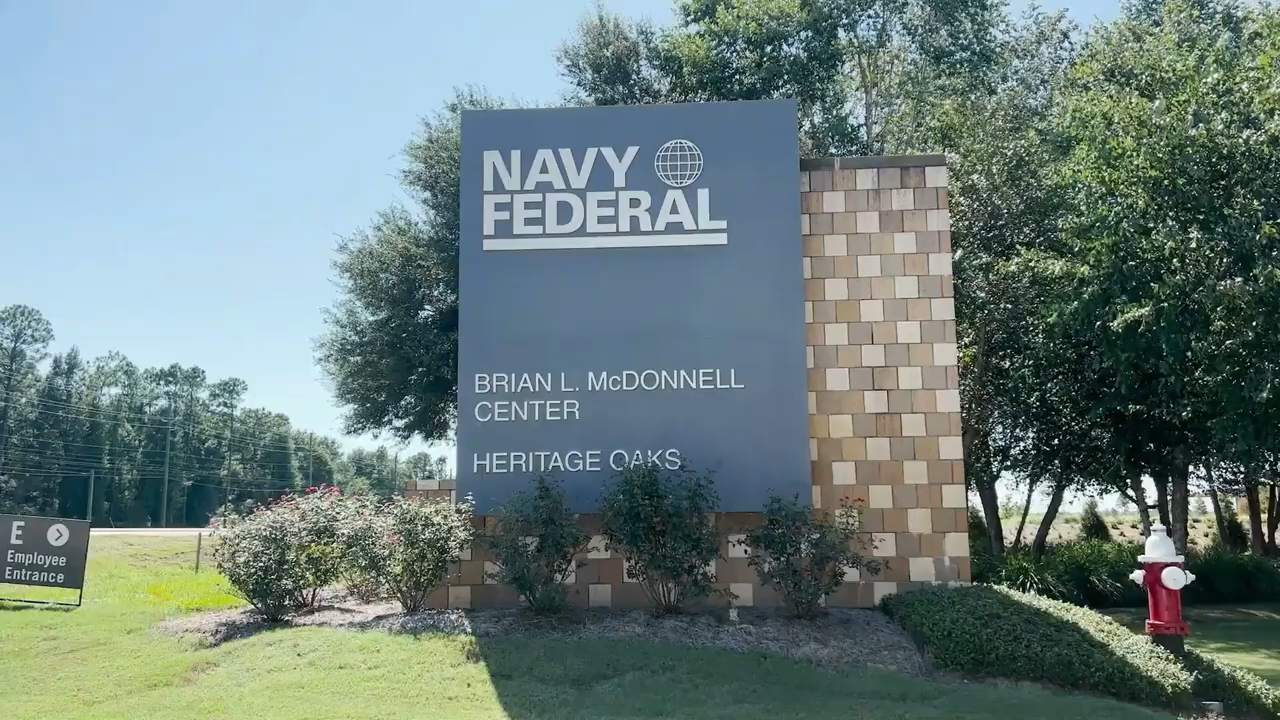 NAVY
FEDERAL
BRIAN L. McDONNELL
CENTER
HERITAGE OAKS
E
Employee
Entrance